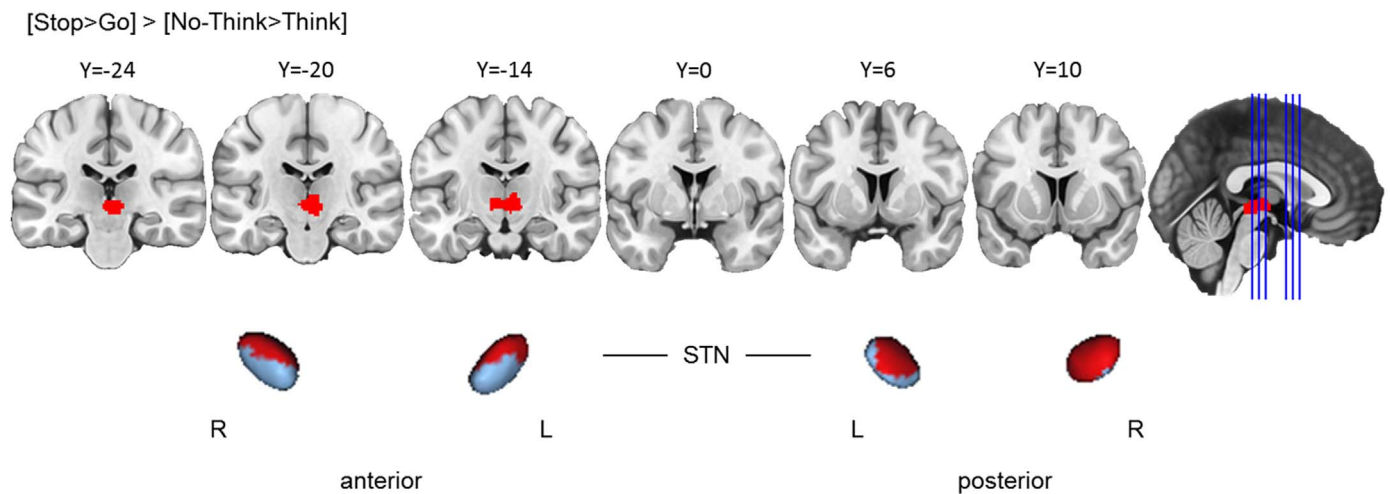 [Stop>Go] > [No-Think>Think]
Y=-24 Y=-20 Y=-14 Y=0 Y=6 Y=10
STN
R L L R
anterior posterior